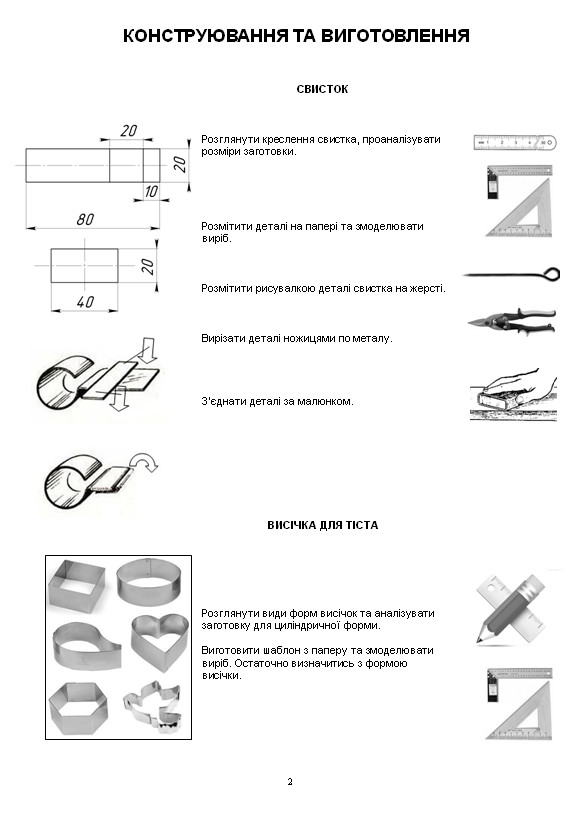 КОНСТРУЮВАННЯ ТА ВИГОТОВЛЕННЯ
СВИСТОК
20
20
10
80
Розглянути креслення свистка, проаналізувати
розміри заготовки.
Розмітити деталі на папері та змоделювати
виріб.
20
40
Розмітити рисувалкою деталі свистка на жерсті.
Вирізати деталі ножицями по металу.
З'єднати деталі за малюнком.
ВИСІЧКА ДЛЯ ТІСТА
Розглянути види форм висічок та аналізувати
заготовку для циліндричної форми.
Виготовити шаблон з паперу та змоделювати
виріб. Остаточно визначитись з формою
висічки.
2